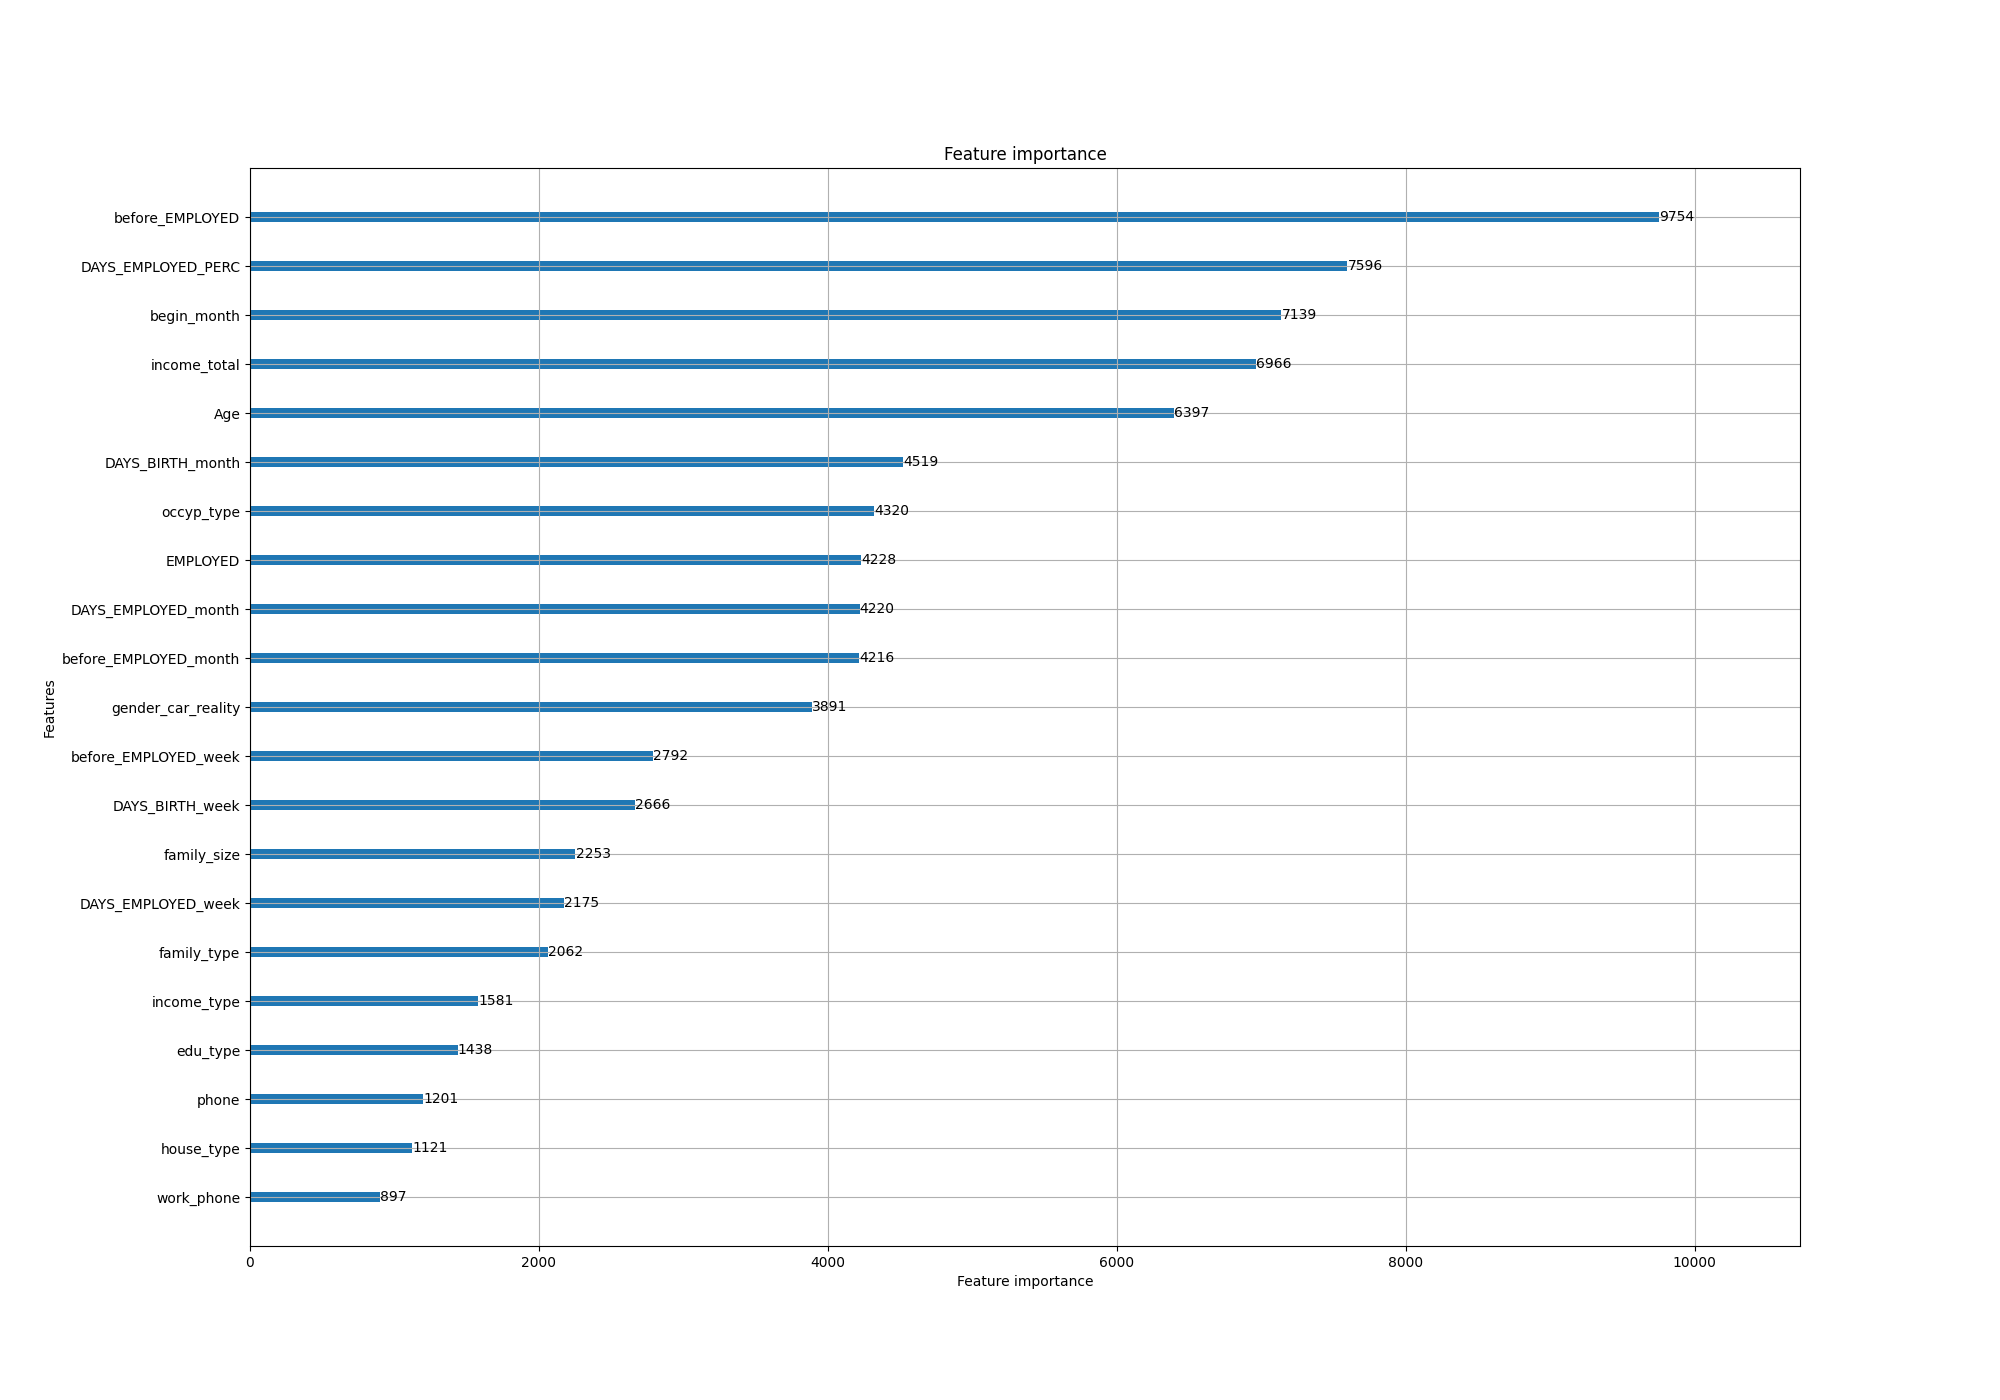 Feature importance
before_EMPLOYED 9754
DAYS_EMPLOYED_PERC 7596
begin_month 7139
income_total 6966
Age 6397
DAYS_BIRTH_month 4519
occyp_type 4320
EMPLOYED 4228
DAYS_EMPLOYED_month 4220
before_EMPLOYED_month 4216
Features
gender_car_reality 3891
before_EMPLOYED_week 2792
DAYS_BIRTH_week 2666
family_size 2253
DAYS_EMPLOYED_week 2175
family_type 2062
income_type 1581
edu_type 1438
phone 1201
house_type 1121
work_phone 897
0 2000 4000 6000 8000 10000
Feature importance